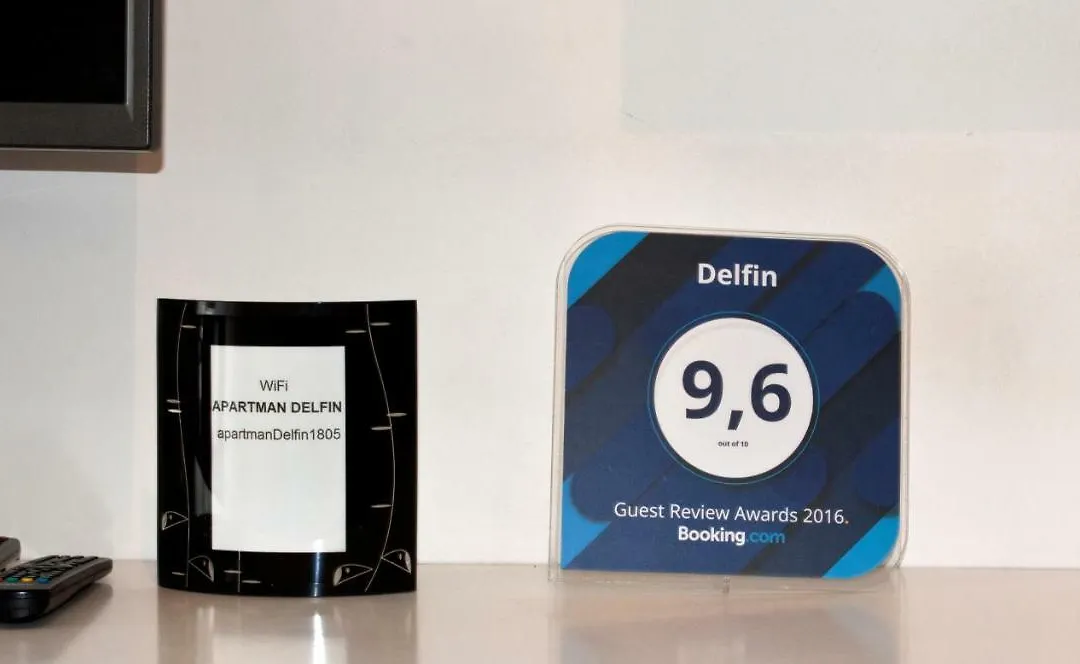 WiFi
APARTMAN DELFIN
apartmanDelfin1805
Delfin
9,6
out of 10
Guest Review Awards 2016.
Booking.com